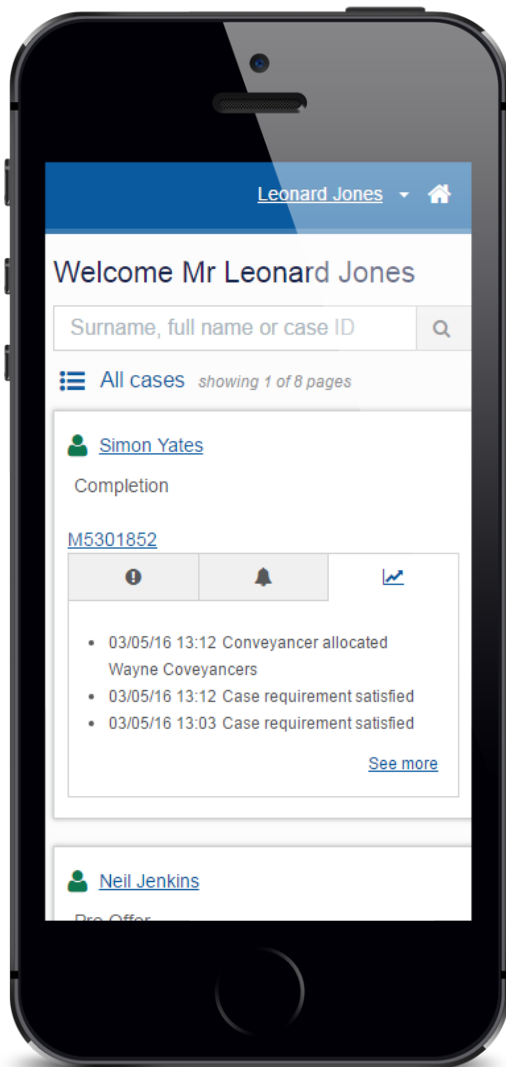 Leonard Jones
Welcome Mr Leonard Jones
Surname, full name or case ID
All cases showing 1 of 8 pages
Simon Yates
Completion
M5301852
03/05/16 13:12 Conveyancer allocated
Wayne Coveyancers
03/05/16 13:12 Case requirement satisfied
03/05/16 13:03 Case requirement satisfied
See more
Neil Jenkins
Pre Offer